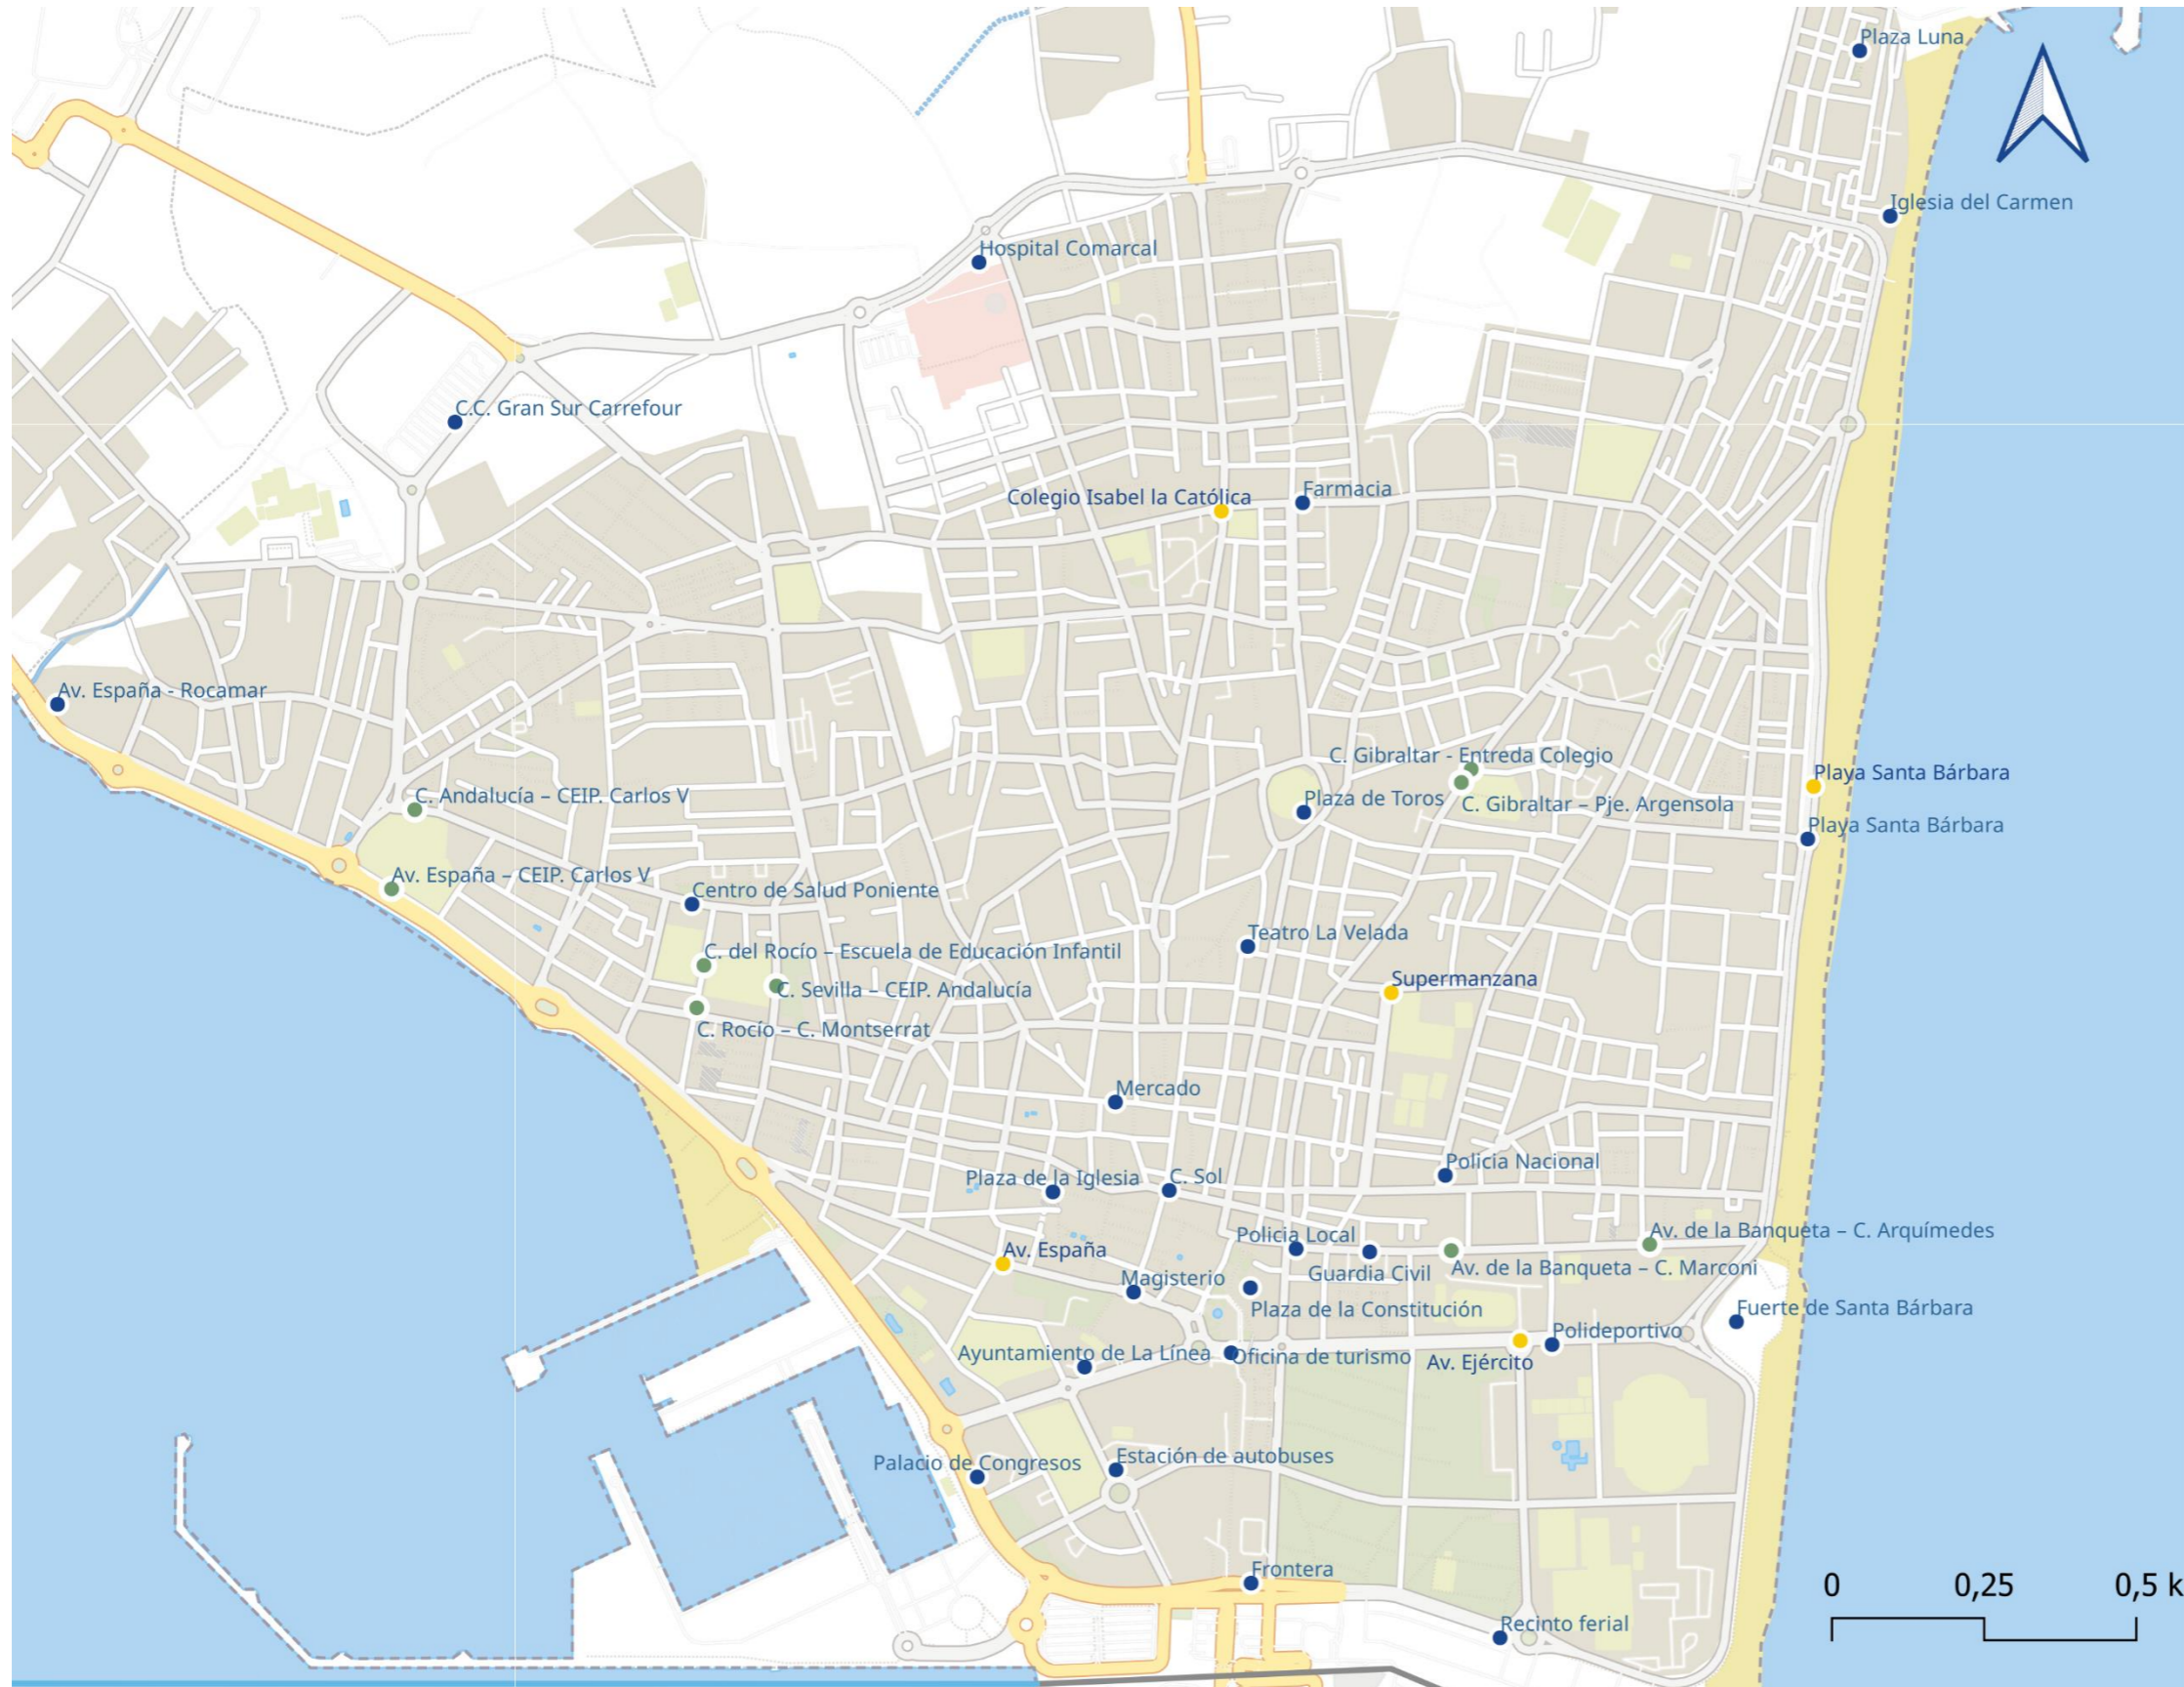 Plaza Luna
Iglesia del Carmen
Hospital Comarcal
C.C. Gran Sur Carrefour
Colegio Isabel la Católica
Farmacia
Av. España - Rocamar
C. Gibraltar - Entreda Colegio
Playa Santa Bárbara
C. Andalucía – CEIP. Carlos V
Plaza de Toros
C. Gibraltar – Pje. Argensola
Playa Santa Bárbara
Av. España – CEIP. Carlos V
Centro de Salud Poniente
Teatro La Velada
C. del Rocío – Escuela de Educación Infantil
Supermanzana
C. Sevilla – CEIP. Andalucía
C. Rocío – C. Montserrat
Mercado
Policia Nacional
Plaza de la Iglesia
C. Sol
Policia Local
Av. de la Banqueta – C. Arquímedes
Av. España
Guardia Civil
Av. de la Banqueta – C. Marconi
Magisterio
Plaza de la Constitución
Fuerte de Santa Bárbara
Polideportivo
Ayuntamiento de La Línea
Oficina de turismo
Av. Ejército
Palacio de Congresos
Estación de autobuses
Frontera
0 0,25 0,5 k
Recinto ferial